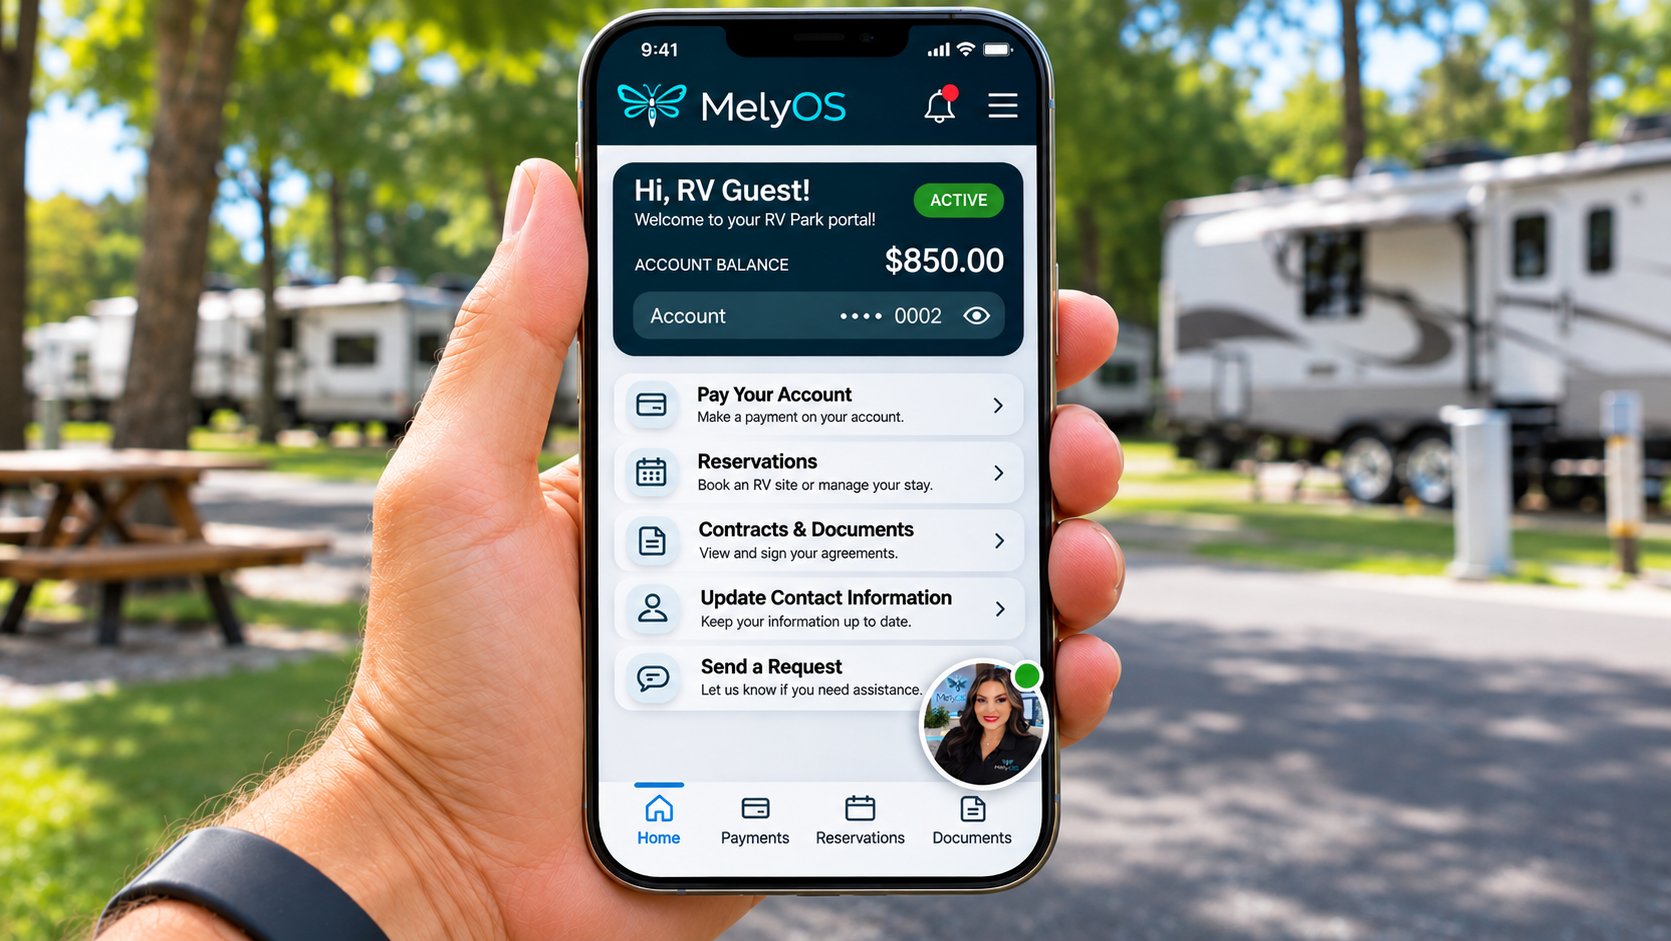 9:41
MelyOS
Hi, RV Guest!
ACTIVE
Welcome to your RV Park portal!
ACCOUNT BALANCE
$850.00
Account
•••• 0002
Pay Your Account
Make a payment on your account.
Reservations
Book an RV site or manage your stay.
Contracts & Documents
View and sign your agreements.
Update Contact Information
Keep your information up to date.
Send a Request
Let us know if you need assistance.
MelyOS
MelyOS
Home
Payments
Reservations
Documents